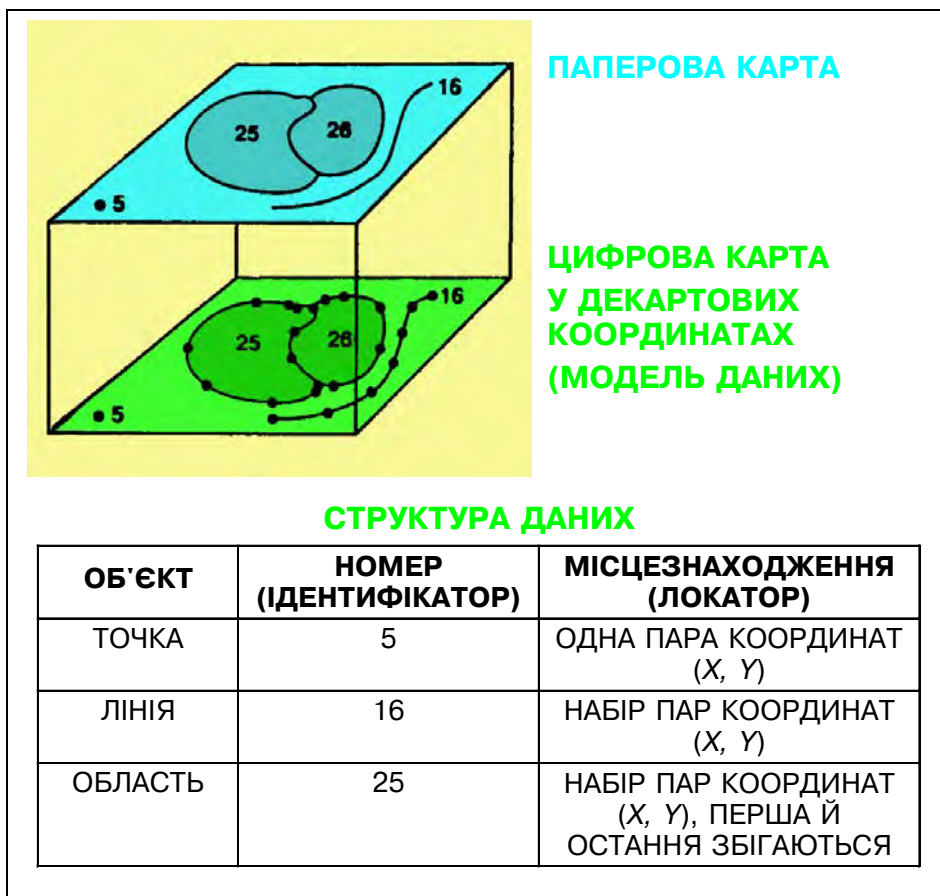 ПАПЕРОВА КАРТА
16
25
26
5
ЦИФРОВА КАРТА
У ДЕКАРТОВИХ
КООРДИНАТАХ
(МОДЕЛЬ ДАНИХ)
16
25
26
5
СТРУКТУРА ДАНИХ
ОБ'ЄКТ
НОМЕР
(ІДЕНТИФІКАТОР)
МІСЦЕЗНАХОДЖЕННЯ
(ЛОКАТОР)
ТОЧКА
5
ОДНА ПАРА КООРДИНАТ
(X, Y)
ЛІНІЯ
16
НАБІР ПАР КООРДИНАТ
(X, Y)
ОБЛАСТЬ
25
НАБІР ПАР КООРДИНАТ
(X, Y), ПЕРША Й
ОСТАННЯ ЗБІГАЮТЬСЯ